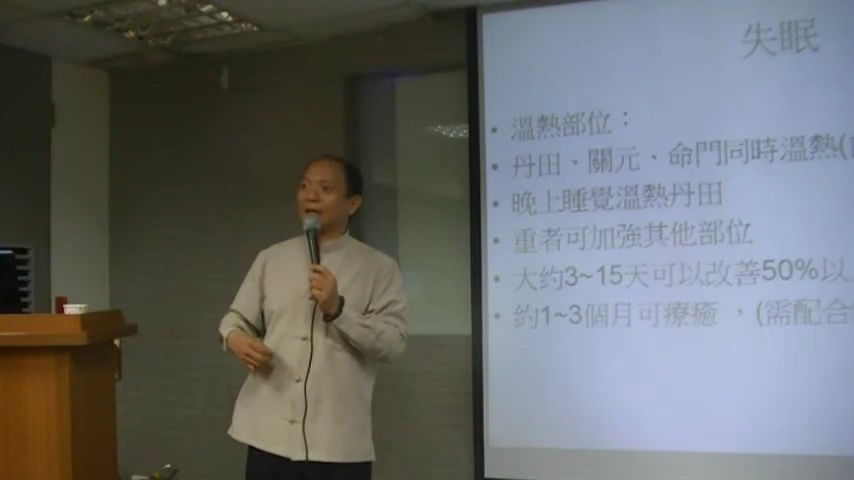 失眠
• 溫熱部位：
• 丹田、關元、命門同時溫熱(
• 晚上睡覺溫熱丹田
• 重者可加強其他部位
• 大約3~15天可以改善50%以
• 約1~3個月可療癒 ，(需配合